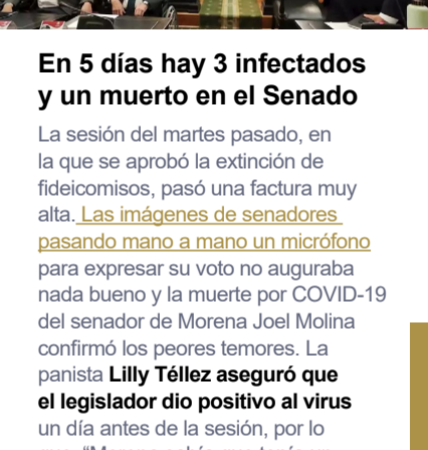 En 5 días hay 3 infectados
y un muerto en el Senado
La sesión del martes pasado, en
la que se aprobó la extinción de
fideicomisos, pasó una factura muy
alta. Las imágenes de senadores
pasando mano a mano un micrófono
para expresar su voto no auguraba
nada bueno y la muerte por COVID-19
del senador de Morena Joel Molina
confirmó los peores temores. La
panista Lilly Téllez aseguró que
el legislador dio positivo al virus
un día antes de la sesión, por lo